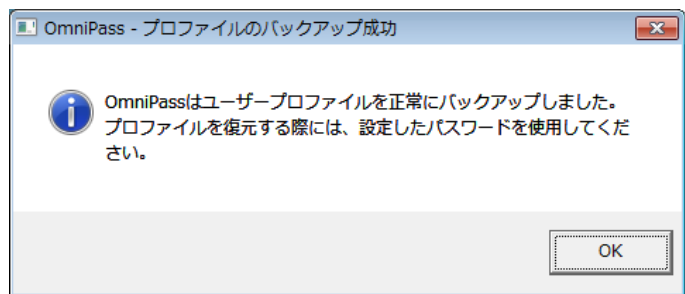 OmniPass - プロファイルのバックアップ成功
OmniPassはユーザープロファイルを正常にバックアップしました。
プロファイルを復元する際には、設定したパスワードを使用してくだ
さい。
OK